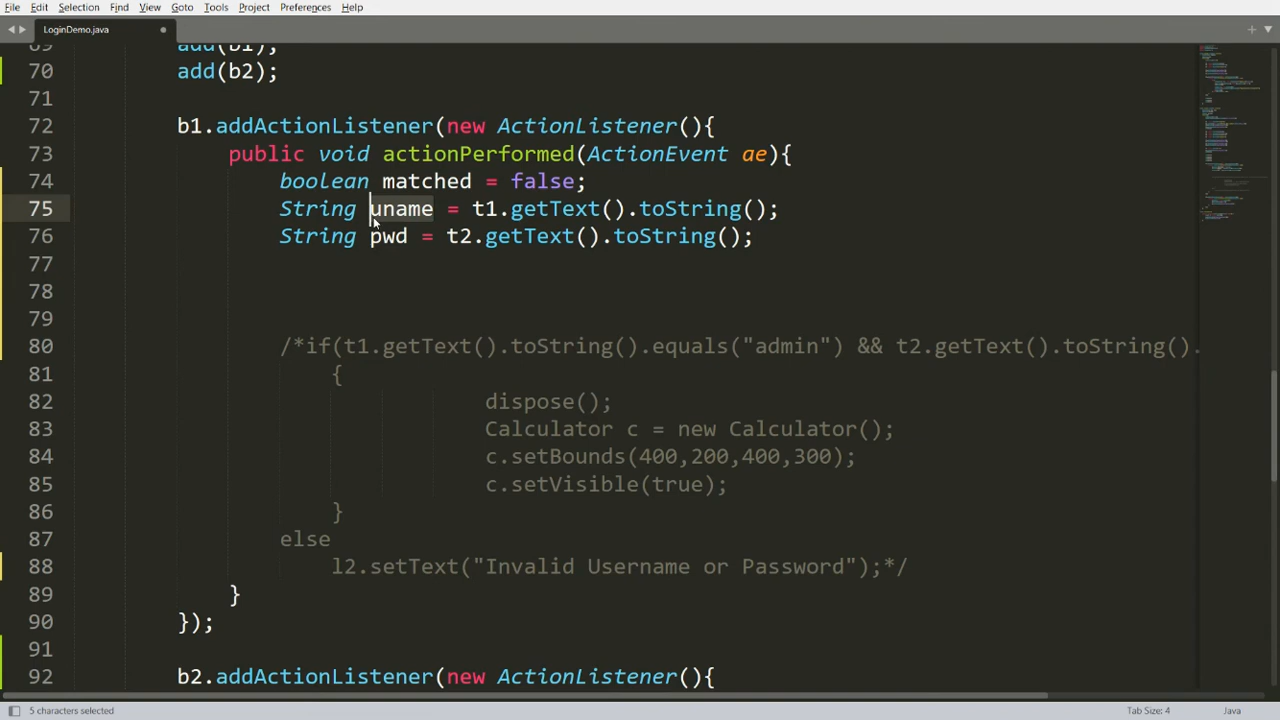 File Edit Selection Find View Goto Tools Project Preferences Help
LoginDemo.java
69 add(b1);
70 add(b2);
71
72 b1.addActionListener(new ActionListener(){
73 public void actionPerformed(ActionEvent ae){
74 boolean matched = false;
75 String uname = t1.getText().toString();
76 String pwd = t2.getText().toString();
77
78
79
80 /*if(t1.getText().toString().equals("admin") && t2.getText().toString().
81 {
82 dispose();
83 Calculator c = new Calculator();
84 c.setBounds(400,200,400,300);
85 c.setVisible(true);
86 }
87 else
88 l2.setText("Invalid Username or Password");*/
89 }
90 });
91
92 b2.addActionListener(new ActionListener(){
5 characters selected Tab Size: 4 Java